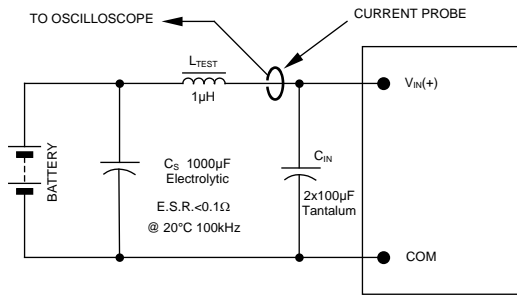 TO OSCILLOSCOPE
CURRENT PROBE
LTEST
1µH
VIN(+)
BATTERY
CS 1000µF
Electrolytic
E.S.R.<0.1Ω
@ 20°C 100kHz
CIN
2x100µF
Tantalum
COM